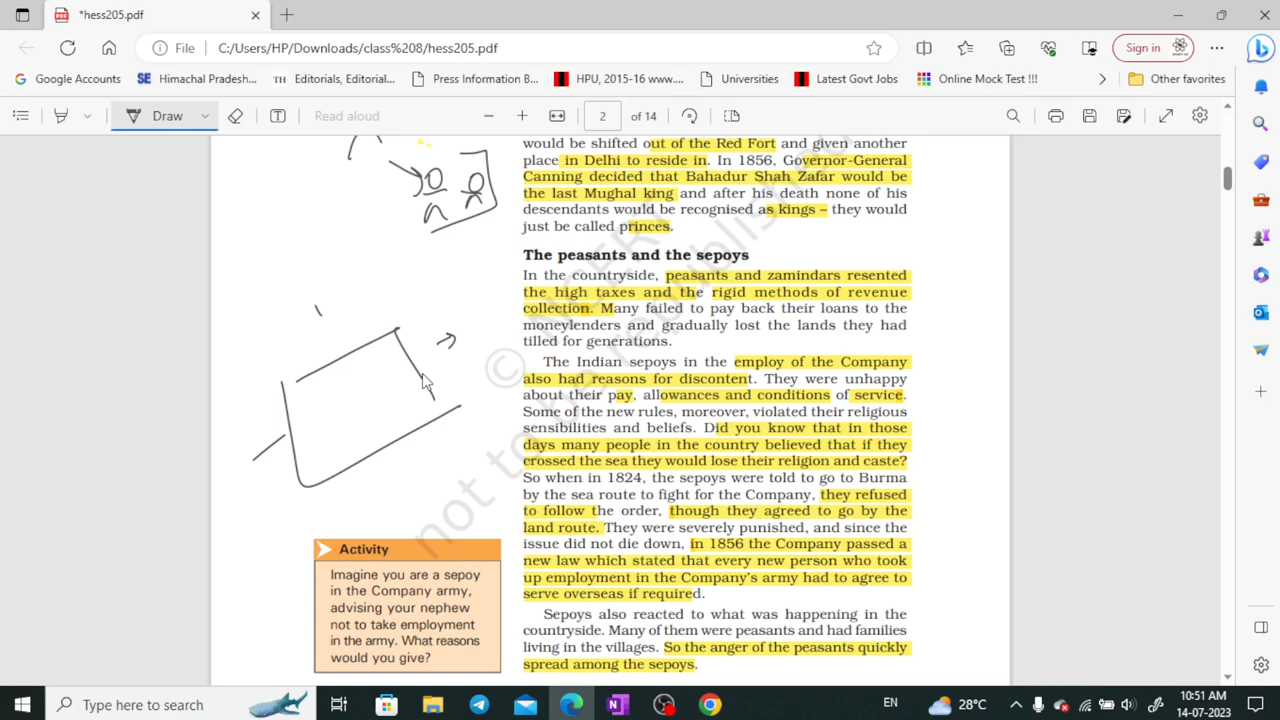 *hess205.pdf
File
C:/Users/HP/Downloads/class%208/hess205.pdf
Sign in
Google Accounts
SE Himachal Pradesh...
TH Editorials, Editorial...
Press Information B...
HPU, 2015-16 www....
Universities
Latest Govt Jobs
Online Mock Test !!!
Other favorites
Draw
Read aloud
2 of 14
would be shifted out of the Red Fort and given another
place in Delhi to reside in. In 1856, Governor-General
Canning decided that Bahadur Shah Zafar would be
the last Mughal king and after his death none of his
descendants would be recognised as kings – they would
just be called princes.
The peasants and the sepoys
In the countryside, peasants and zamindars resented
the high taxes and the rigid methods of revenue
collection. Many failed to pay back their loans to the
moneylenders and gradually lost the lands they had
tilled for generations.
The Indian sepoys in the employ of the Company
also had reasons for discontent. They were unhappy
about their pay, allowances and conditions of service.
Some of the new rules, moreover, violated their religious
sensibilities and beliefs. Did you know that in those
days many people in the country believed that if they
crossed the sea they would lose their religion and caste?
So when in 1824, the sepoys were told to go to Burma
by the sea route to fight for the Company, they refused
to follow the order, though they agreed to go by the
land route. They were severely punished, and since the
issue did not die down, in 1856 the Company passed a
new law which stated that every new person who took
up employment in the Company's army had to agree to
serve overseas if required.
Sepoys also reacted to what was happening in the
countryside. Many of them were peasants and had families
living in the villages. So the anger of the peasants quickly
spread among the sepoys.
© NCERT
not to be republished
Activity
Imagine you are a sepoy
in the Company army,
advising your nephew
not to take employment
in the army. What reasons
would you give?
Type here to search
EN
28°C
10:51 AM
14-07-2023